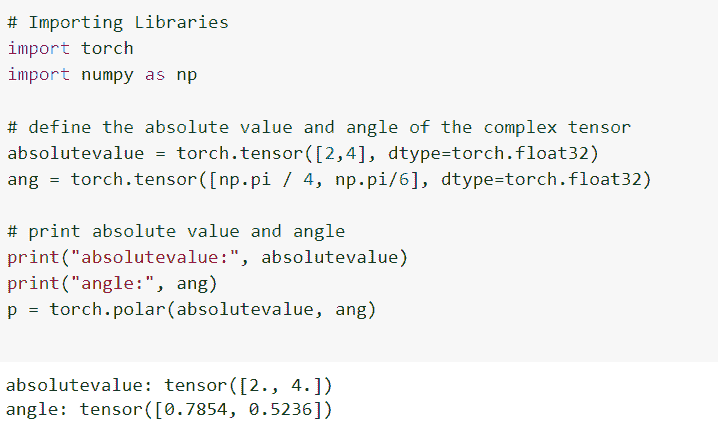 # Importing Libraries
import torch
import numpy as np
# define the absolute value and angle of the complex tensor
absolutevalue = torch.tensor([2,4], dtype=torch.float32)
ang = torch.tensor([np.pi / 4, np.pi/6], dtype=torch.float32)
# print absolute value and angle
print("absolutevalue:", absolutevalue)
print("angle:", ang)
p = torch.polar(absolutevalue, ang)
absolutevalue: tensor([2., 4.])
angle: tensor([0.7854, 0.5236])